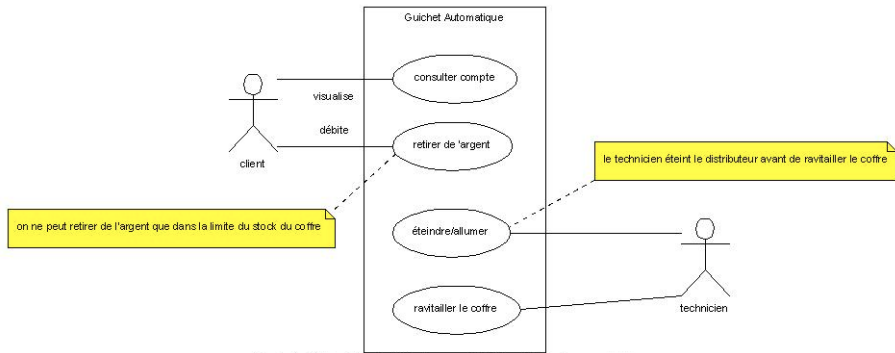 Guichet Automatique
consulter compte
visualise
débite
retirer de 'argent
client
le technicien éteint le distributeur avant de ravitailler le coffre
on ne peut retirer de l'argent que dans la limite du stock du coffre
éteindre/allumer
ravitailler le coffre
technicien